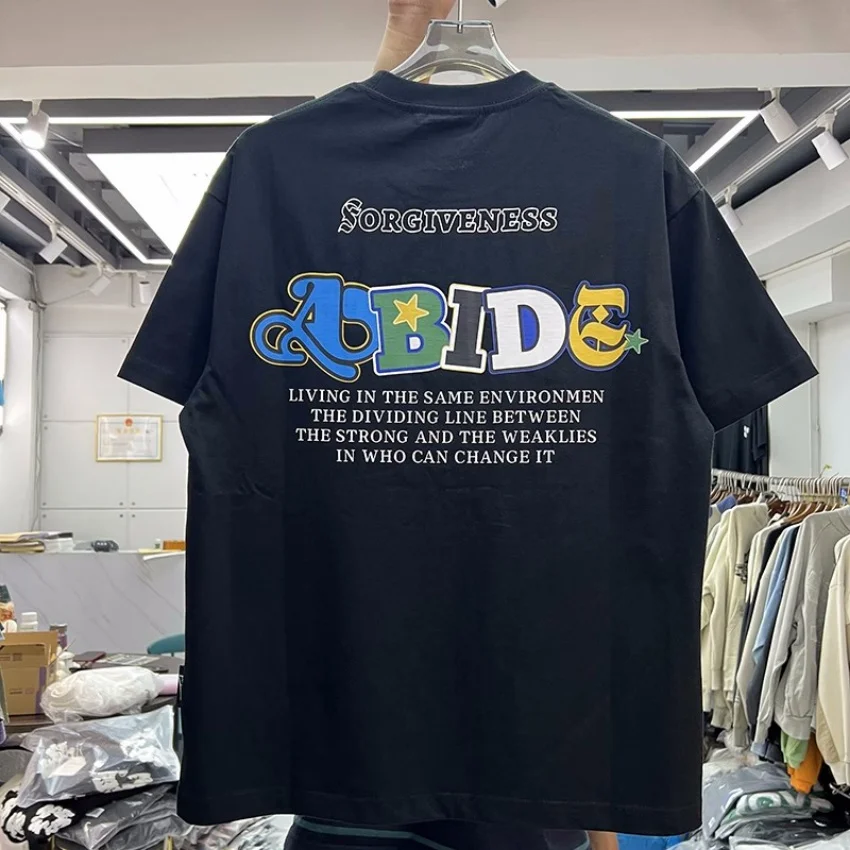 FORGIVENESS
ABIDE
LIVING IN THE SAME ENVIRONMEN
THE DIVIDING LINE BETWEEN
THE STRONG AND THE WEAKLIES
IN WHO CAN CHANGE IT